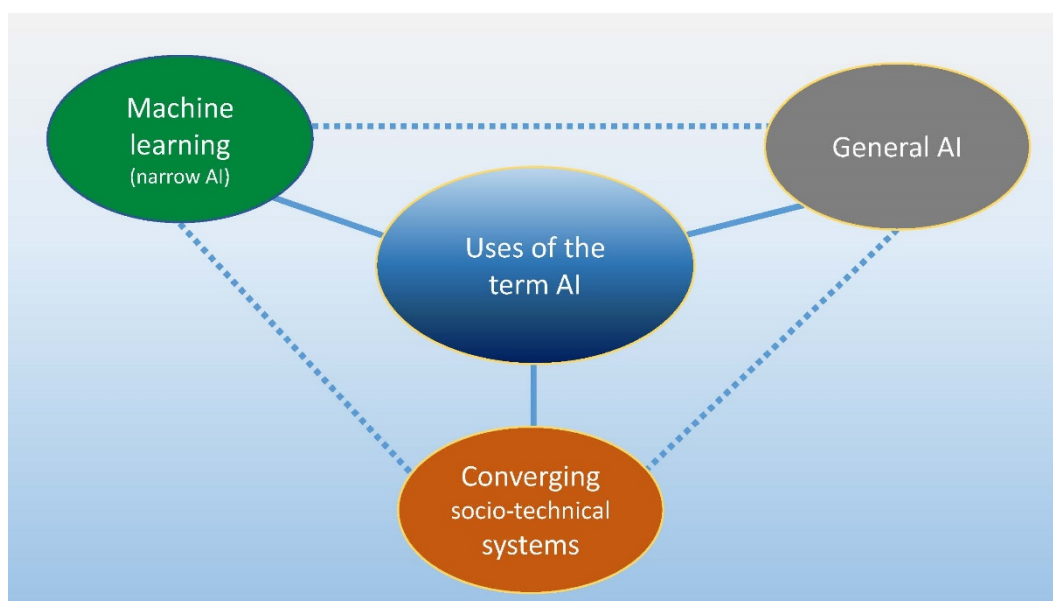 Machine
learning
(narrow AI)
General AI
Uses of the
term AI
Converging
socio-technical
systems